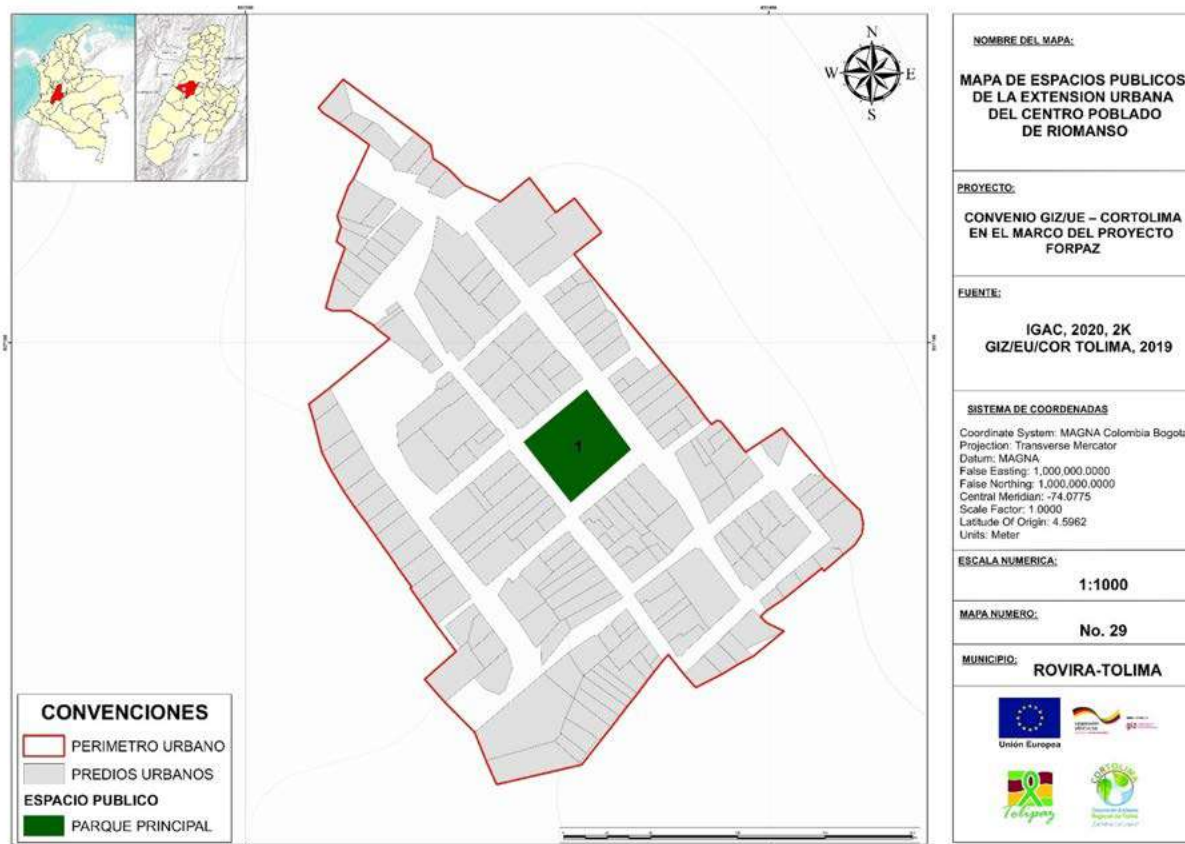 N
W
E
S
1
CONVENCIONES
PERIMETRO URBANO
PREDIOS URBANOS
ESPACIO PUBLICO
PARQUE PRINCIPAL
NOMBRE DEL MAPA:
MAPA DE ESPACIOS PUBLICOS
DE LA EXTENSION URBANA
DEL CENTRO POBLADO
DE RIOMANSO
PROYECTO:
CONVENIO GIZ/UE – CORTOLIMA
EN EL MARCO DEL PROYECTO
FORPAZ
FUENTE:
IGAC, 2020, 2K
GIZ/EU/COR TOLIMA, 2019
SISTEMA DE COORDENADAS
Coordinate System: MAGNA Colombia Bogota
Projection: Transverse Mercator
Datum: MAGNA
False Easting: 1,000,000.0000
False Northing: 1,000,000.0000
Central Meridian: -74.0775
Scale Factor: 1.0000
Latitude Of Origin: 4.5962
Units: Meter
ESCALA NUMERICA:
1:1000
MAPA NUMERO:
No. 29
MUNICIPIO:
ROVIRA-TOLIMA
Unión Europea
giz
Tolipaz
CORTOLIMA